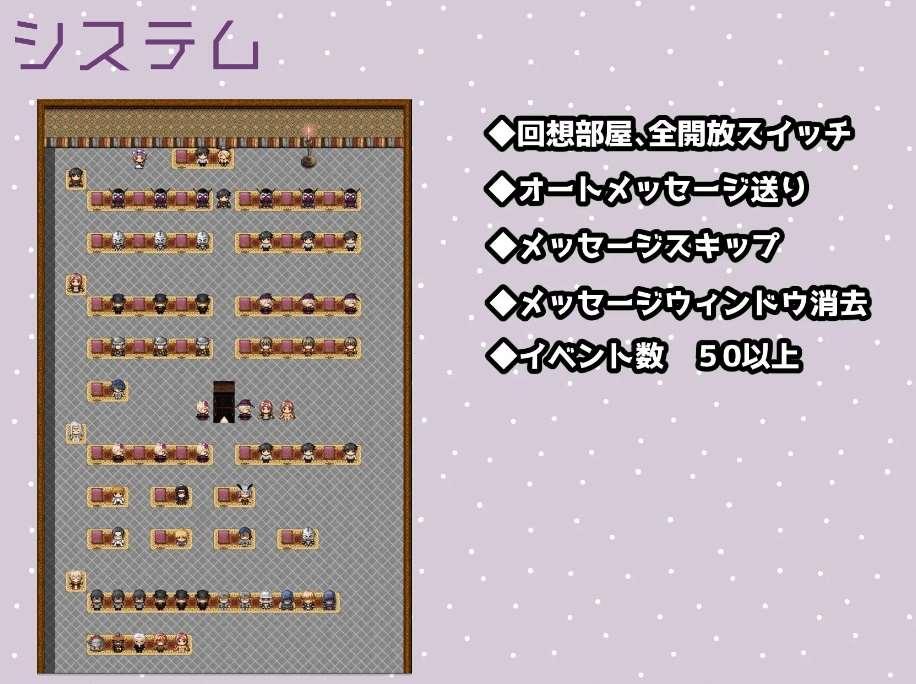 システム
◆回想部屋、全開放スイッチ
◆オートメッセージ送り
◆メッセージスキップ
◆メッセージウィンドウ消去
◆イベント数　５０以上